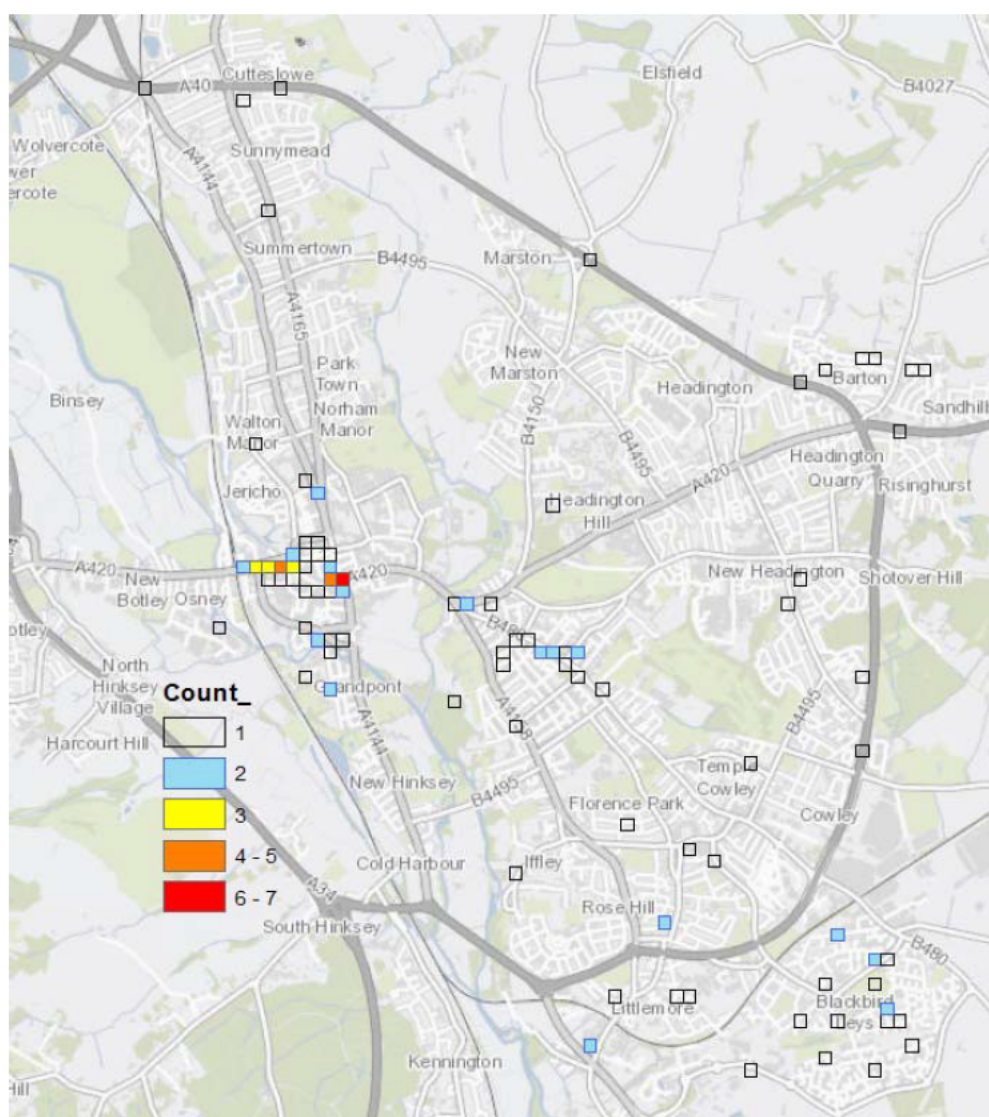 Cutteslowe
Elsfield
A40
B4027
Wolvercote
A4144
Sunnymead
Summertown
B4495
Marston
A4165
Park
Town
Norham
Manor
New
Marston
Headington
Barton
Sandhill
Binsey
Walton
Manor
B4150
B4495
A420
Headington
Quarry
Risinghurst
Jericho
Headington
Hill
A420
New
Botley
Osney
A420
New Headington
Shotover Hill
North
Hinksey
Village
Grandpont
Harcourt Hill
A4144
B4495
New Hinksey
B4495
Temple
Cowley
Florence Park
Cowley
Cold Harbour
Iffley
A34
South Hinksey
Rose Hill
B480
Littlemore
Blackbird
Leys
Kennington
Count_
1
2
3
4 - 5
6 - 7